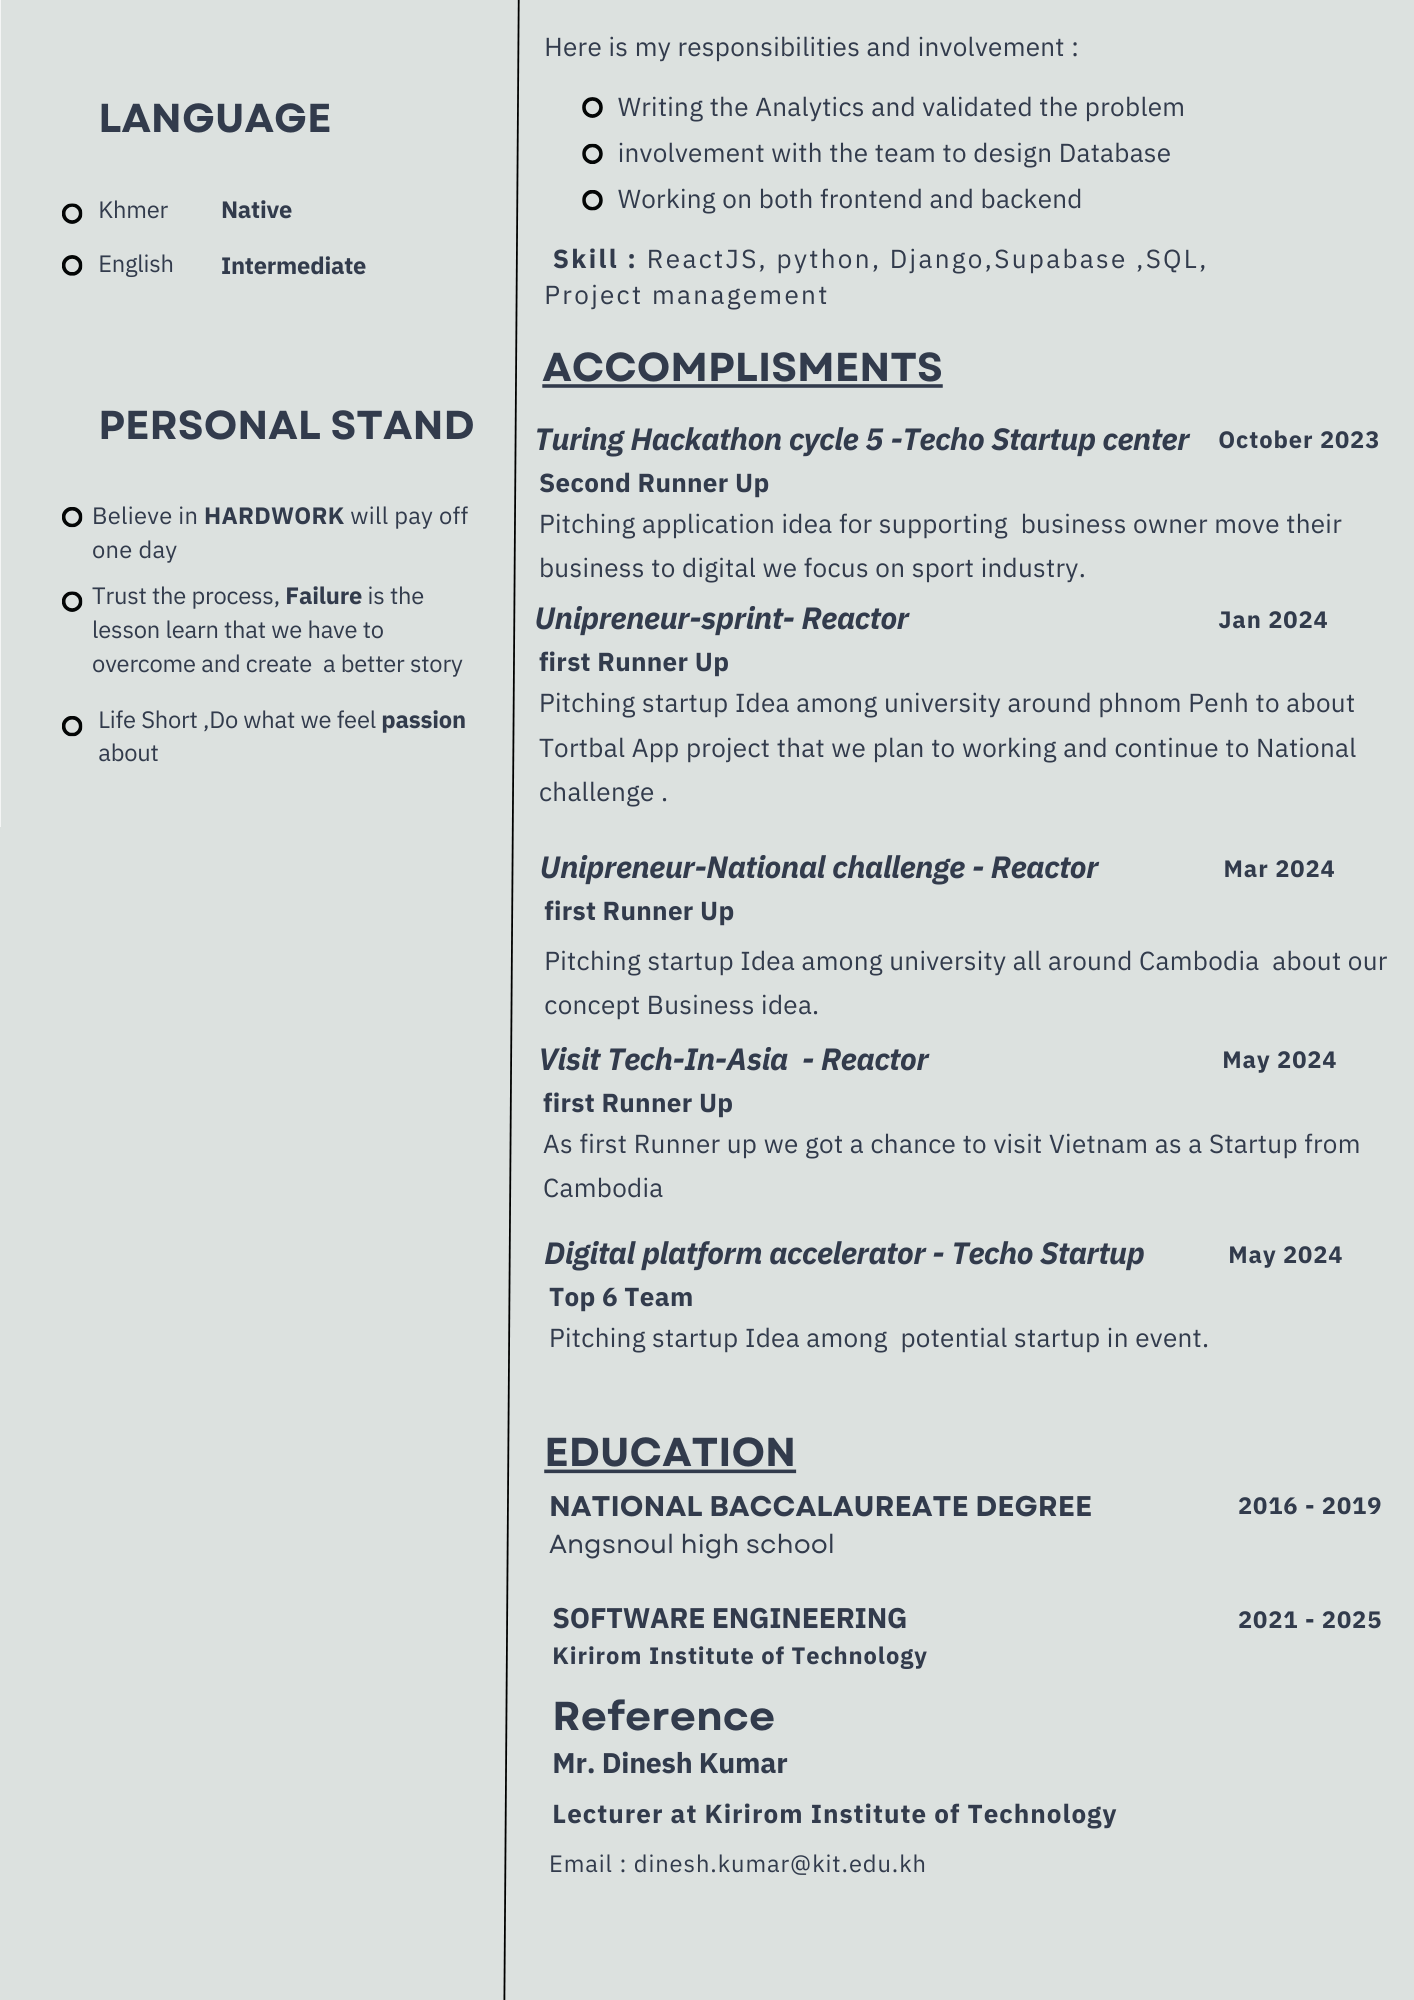 LANGUAGE
Khmer Native
English Intermediate
PERSONAL STAND
Believe in HARDWORK will pay off
one day
Trust the process, Failure is the
lesson learn that we have to
overcome and create  a better story
Life Short ,Do what we feel passion
about
Here is my responsibilities and involvement :
Writing the Analytics and validated the problem
involvement with the team to design Database
Working on both frontend and backend
Skill : ReactJS, python, Django,Supabase ,SQL,
Project management
ACCOMPLISMENTS
Turing Hackathon cycle 5 -Techo Startup center October 2023
Second Runner Up
Pitching application idea for supporting  business owner move their
business to digital we focus on sport industry.
Unipreneur-sprint- Reactor Jan 2024
first Runner Up
Pitching startup Idea among university around phnom Penh to about
Tortbal App project that we plan to working and continue to National
challenge .
Unipreneur-National challenge - Reactor Mar 2024
first Runner Up
Pitching startup Idea among university all around Cambodia  about our
concept Business idea.
Visit Tech-In-Asia  - Reactor May 2024
first Runner Up
As first Runner up we got a chance to visit Vietnam as a Startup from
Cambodia
Digital platform accelerator - Techo Startup May 2024
Top 6 Team
Pitching startup Idea among  potential startup in event.
EDUCATION
NATIONAL BACCALAUREATE DEGREE 2016 - 2019
Angsnoul high school
SOFTWARE ENGINEERING 2021 - 2025
Kirirom Institute of Technology
Reference
Mr. Dinesh Kumar
Lecturer at Kirirom Institute of Technology
Email : dinesh.kumar@kit.edu.kh